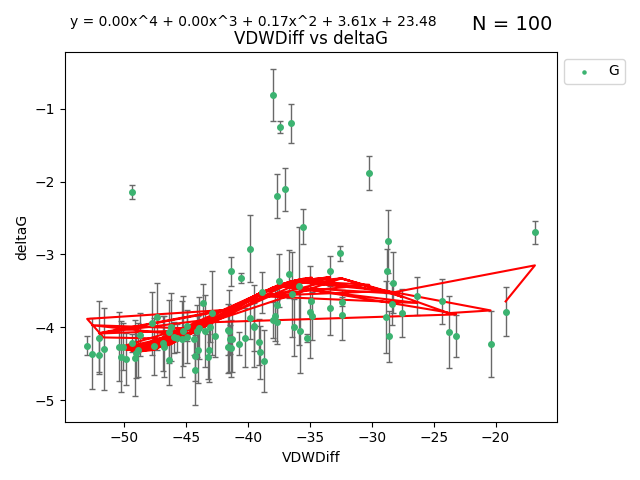 y = 0.00x^4 + 0.00x^3 + 0.17x^2 + 3.61x + 23.48
N = 100
VDWDiff vs deltaG
G
deltaG
−1
−2
−3
−4
−5
−50 −45 −40 −35 −30 −25 −20
VDWDiff